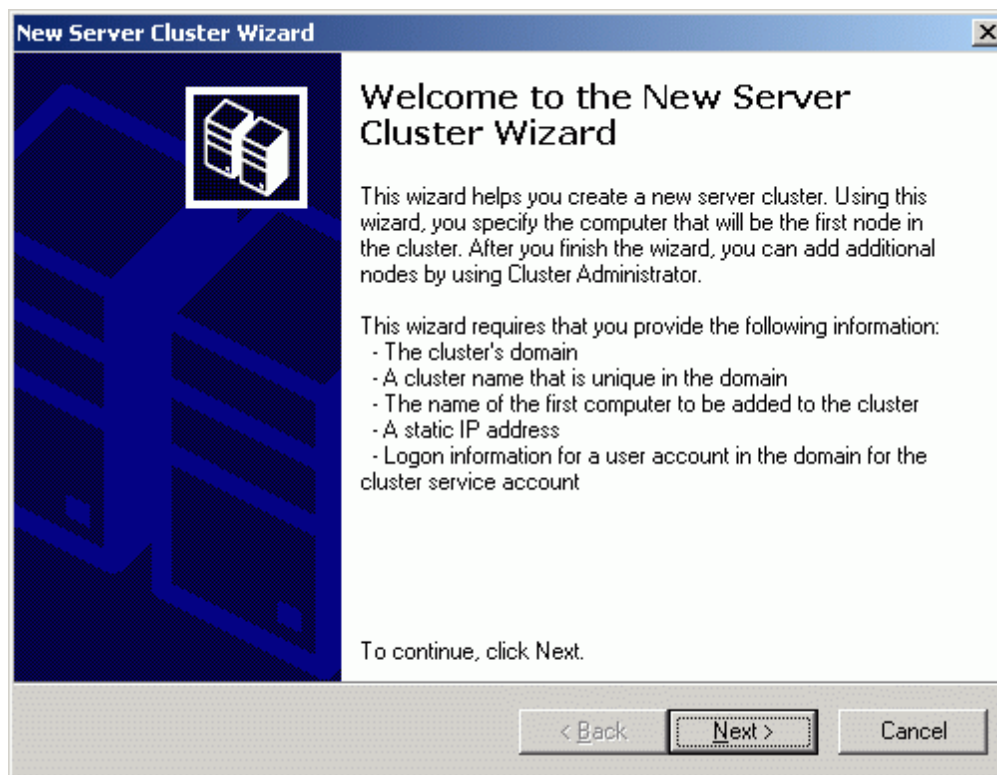 New Server Cluster Wizard
Welcome to the New Server
Cluster Wizard
This wizard helps you create a new server cluster. Using this
wizard, you specify the computer that will be the first node in
the cluster. After you finish the wizard, you can add additional
nodes by using Cluster Administrator.
This wizard requires that you provide the following information:
- The cluster's domain
- A cluster name that is unique in the domain
- The name of the first computer to be added to the cluster
- A static IP address
- Logon information for a user account in the domain for the
cluster service account
To continue, click Next.
< Back Next > Cancel